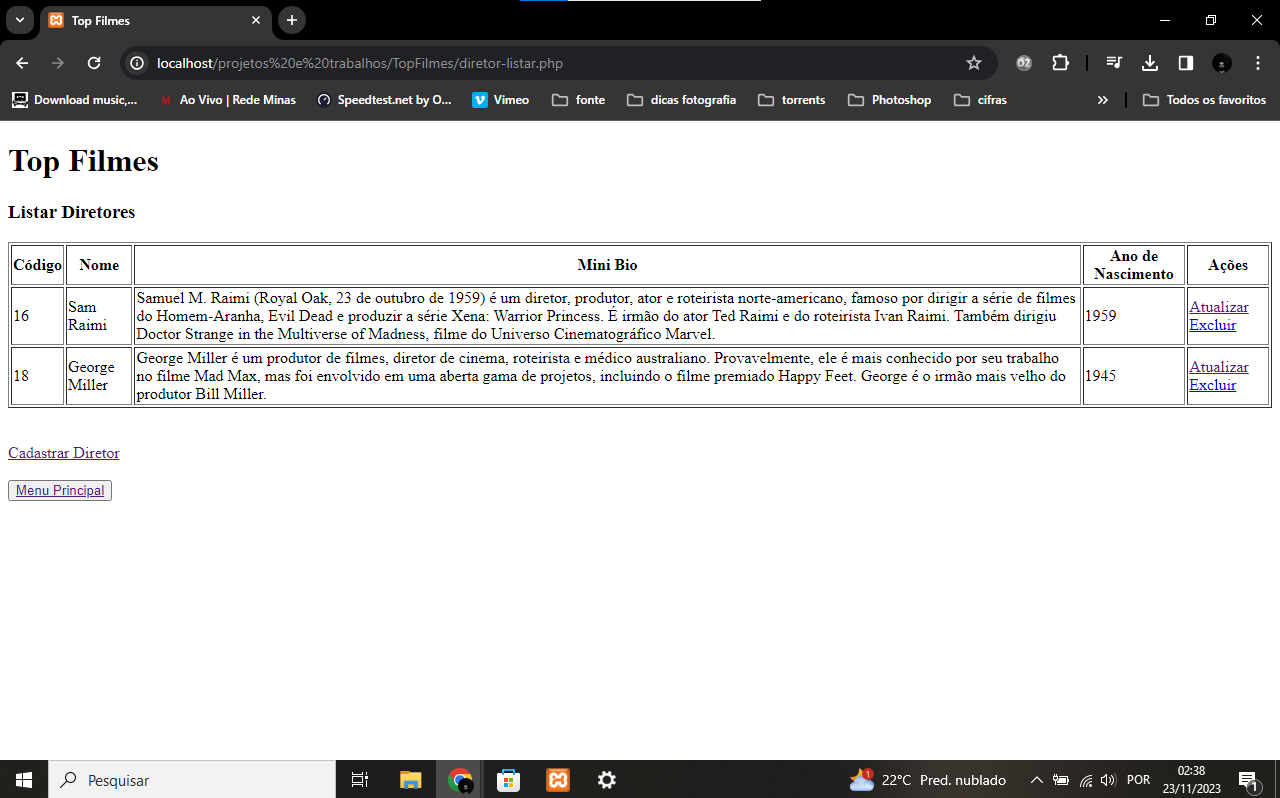 Top Filmes
localhost/projetos%20e%20trabalhos/TopFilmes/diretor-listar.php
Download music,... Ao Vivo | Rede Minas Speedtest.net by O... Vimeo fonte dicas fotografia torrents Photoshop cifras » Todos os favoritos
Top Filmes
Listar Diretores
Código Nome Mini Bio Ano de
Nascimento Ações
16 Sam
Raimi
Samuel M. Raimi (Royal Oak, 23 de outubro de 1959) é um diretor, produtor, ator e roteirista norte-americano, famoso por dirigir a série de filmes
do Homem-Aranha, Evil Dead e produzir a série Xena: Warrior Princess. É irmão do ator Ted Raimi e do roteirista Ivan Raimi. Também dirigiu
Doctor Strange in the Multiverse of Madness, filme do Universo Cinematográfico Marvel.
1959
Atualizar
Excluir
18 George
Miller
George Miller é um produtor de filmes, diretor de cinema, roteirista e médico australiano. Provavelmente, ele é mais conhecido por seu trabalho
no filme Mad Max, mas foi envolvido em uma aberta gama de projetos, incluindo o filme premiado Happy Feet. George é o irmão mais velho do
produtor Bill Miller.
1945
Atualizar
Excluir
Cadastrar Diretor
Menu Principal
Pesquisar
1
22°C Pred. nublado
POR
02:38
23/11/2023
1